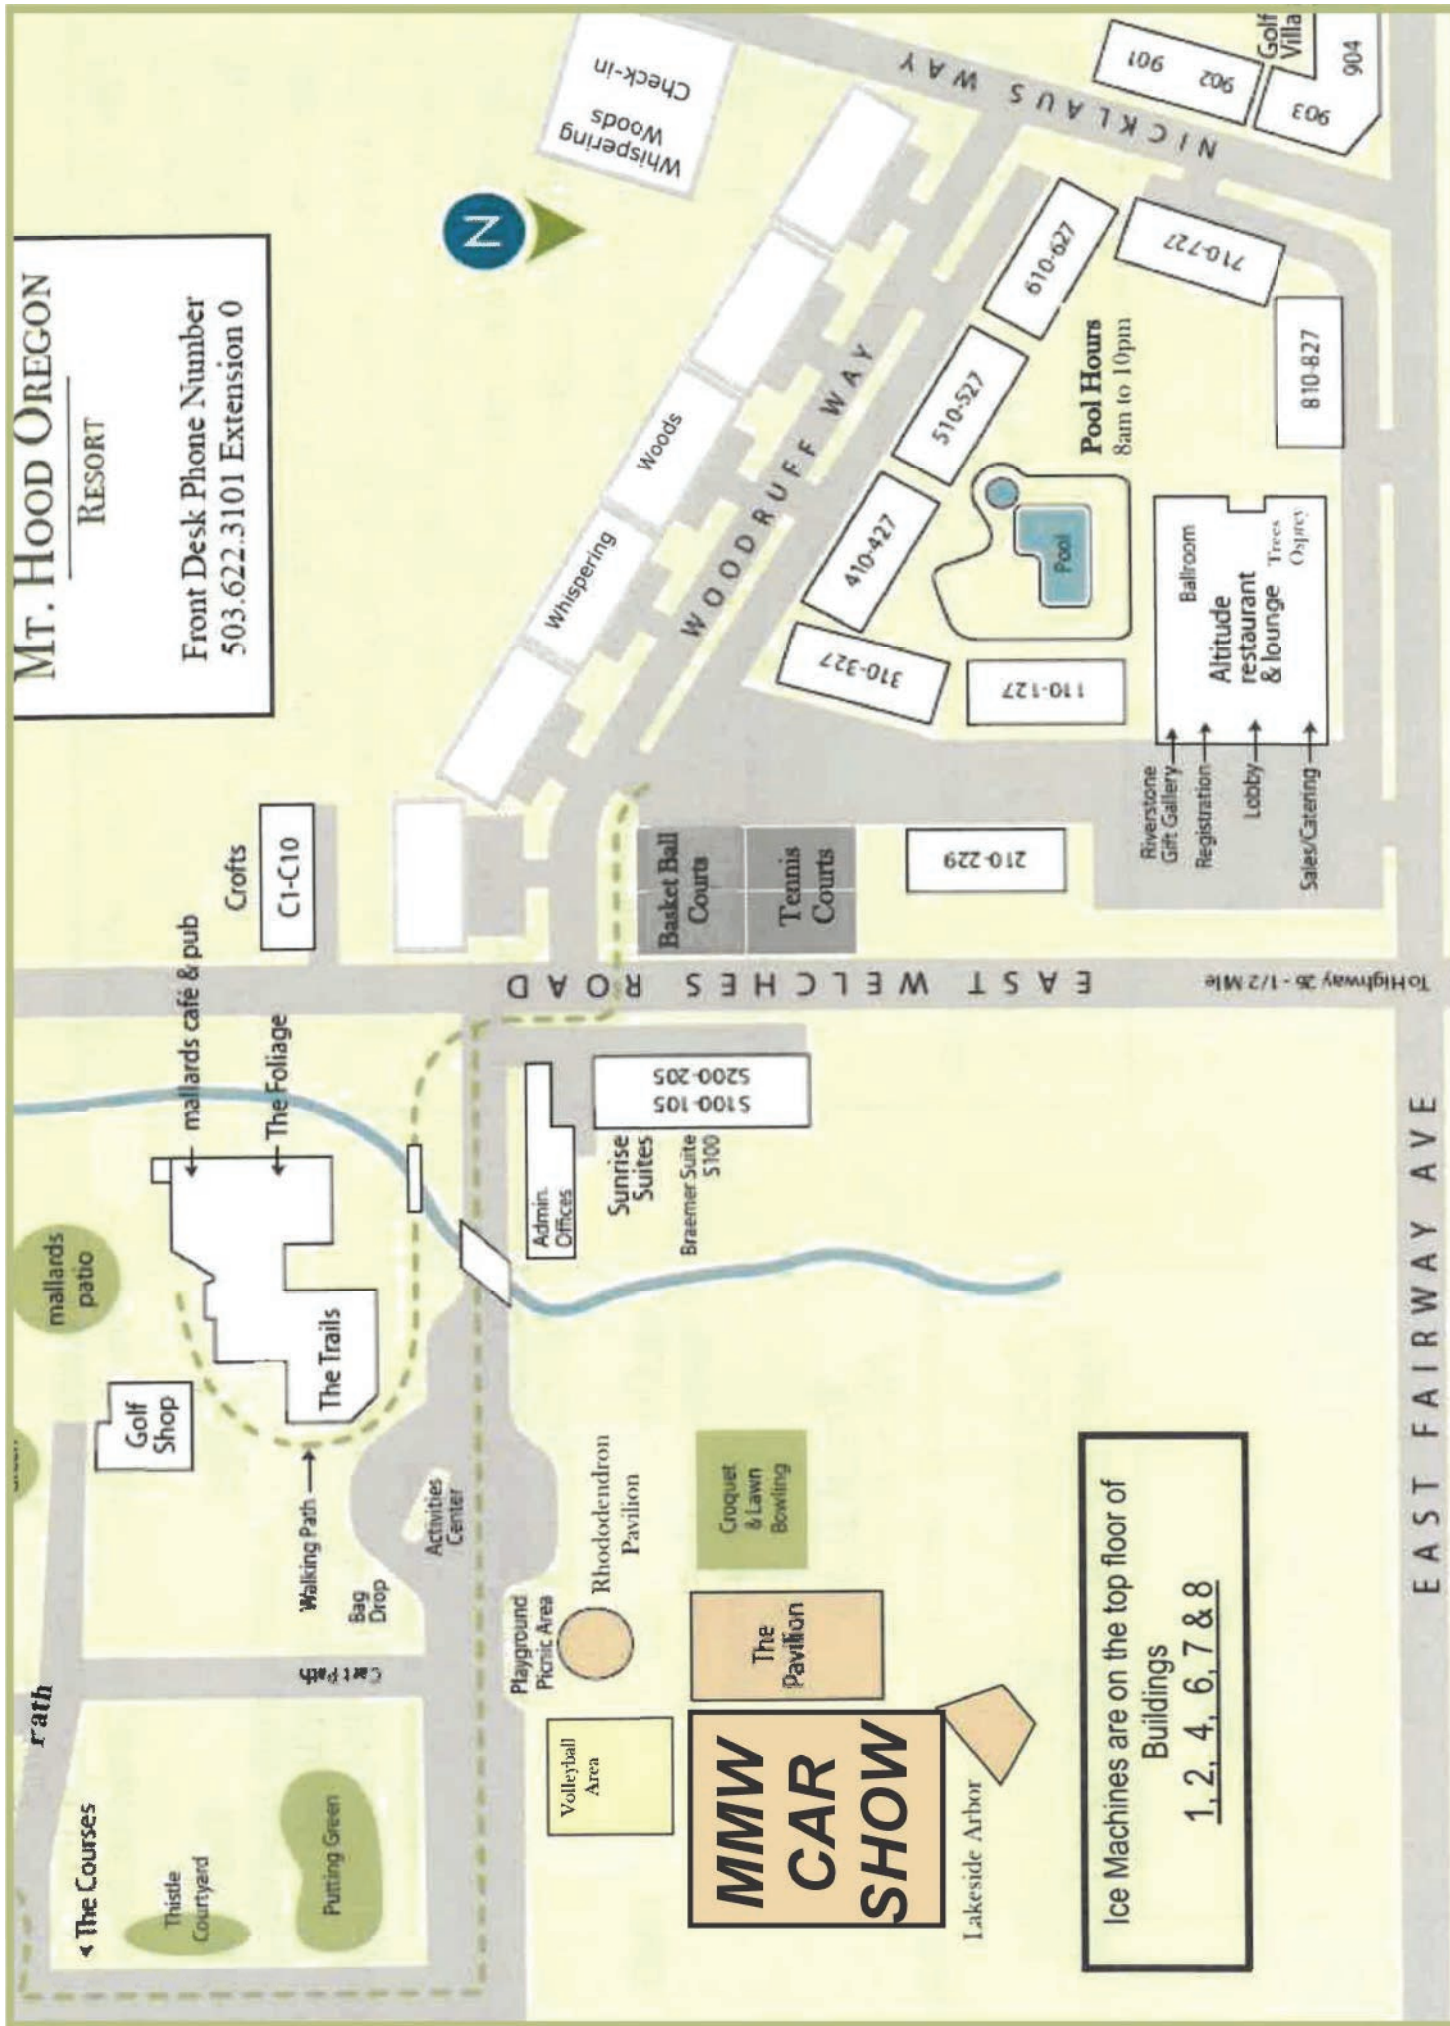 MT. HOOD OREGON
RESORT
Front Desk Phone Number
503.622.3101 Extension 0
N
Whispering
Woods
Check-in
NICKLAUS WAY
901
902
903
904
Golf
Villa
Whispering
Woods
WOODRUFF WAY
610-627
510-527
410-427
310-327
110-127
710-727
810-827
210-229
Pool Hours
8am to 10pm
Pool
Ballroom
Altitude
restaurant
& lounge
Trees
Osprey
Riverstone
Gift Gallery
Registration
Lobby
Sales/Catering
Crofts
C1-C10
Basket Ball
Courts
Tennis
Courts
EAST WELCHES ROAD
To Highway 26 - 1/2 Mile
mallards café & pub
The Foliage
mallards
patio
The Trails
Golf
Shop
Walking Path
Bag
Drop
Activities
Center
Admin.
Offices
Sunrise
Suites
S100-105
S200-205
Braemer Suite
S100
Playground
Picnic Area
Rhododendron
Pavilion
Croquet
& Lawn
Bowling
The
Pavilion
Volleyball
Area
MMW
CAR
SHOW
Lakeside Arbor
The Courses
Thistle
Courtyard
Putting Green
Ice Machines are on the top floor of
Buildings
1, 2, 4, 6, 7 & 8
EAST FAIRWAY AVE